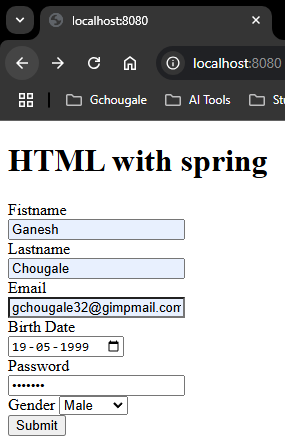 localhost:8080
localhost:8080
Gchougale
AI Tools
HTML with spring
Fistname
Ganesh
Lastname
Chougale
Email
gchougale32@gimpmail.com
Birth Date
19-05-1999
Password
•••••••
Gender Male
Submit